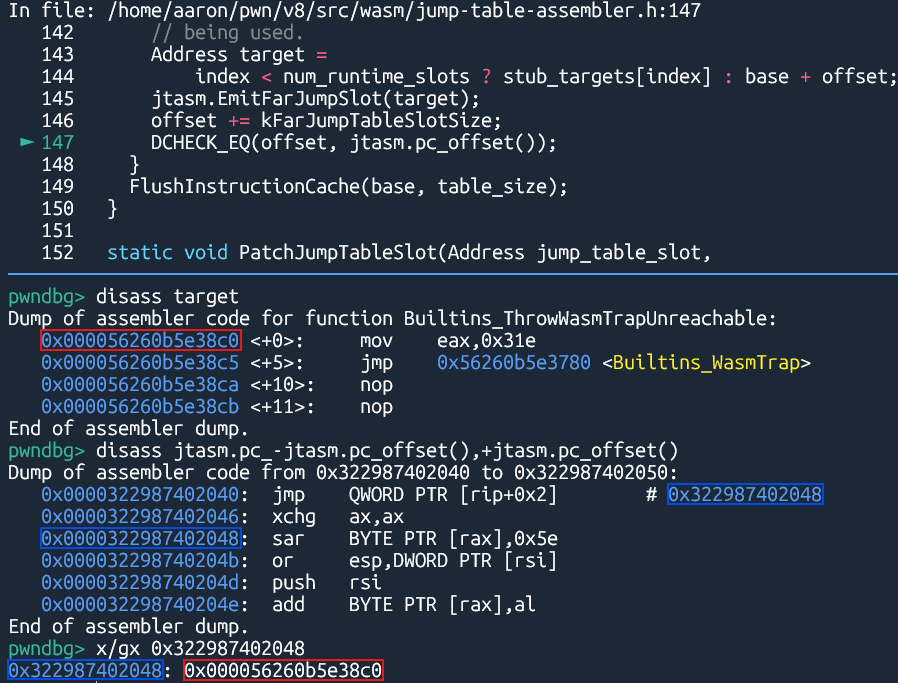 In file: /home/aaron/pwn/v8/src/wasm/jump-table-assembler.h:147
142 // being used.
143 Address target =
144 index < num_runtime_slots ? stub_targets[index] : base + offset;
145 jtasm.EmitFarJumpSlot(target);
146 offset += kFarJumpTableSlotSize;
► 147 DCHECK_EQ(offset, jtasm.pc_offset());
148 }
149 FlushInstructionCache(base, table_size);
150 }
151
152 static void PatchJumpTableSlot(Address jump_table_slot,
pwndbg> disass target
Dump of assembler code for function Builtins_ThrowWasmTrapUnreachable:
0x000056260b5e38c0 <+0>: mov eax,0x31e
0x000056260b5e38c5 <+5>: jmp 0x56260b5e3780 <Builtins_WasmTrap>
0x000056260b5e38ca <+10>: nop
0x000056260b5e38cb <+11>: nop
End of assembler dump.
pwndbg> disass jtasm.pc_-jtasm.pc_offset(),+jtasm.pc_offset()
Dump of assembler code from 0x322987402040 to 0x322987402050:
0x0000322987402040: jmp QWORD PTR [rip+0x2] # 0x322987402048
0x0000322987402046: xchg ax,ax
0x0000322987402048: sar BYTE PTR [rax],0x5e
0x000032298740204b: or esp,DWORD PTR [rsi]
0x000032298740204d: push rsi
0x000032298740204e: add BYTE PTR [rax],al
End of assembler dump.
pwndbg> x/gx 0x322987402048
0x322987402048: 0x000056260b5e38c0